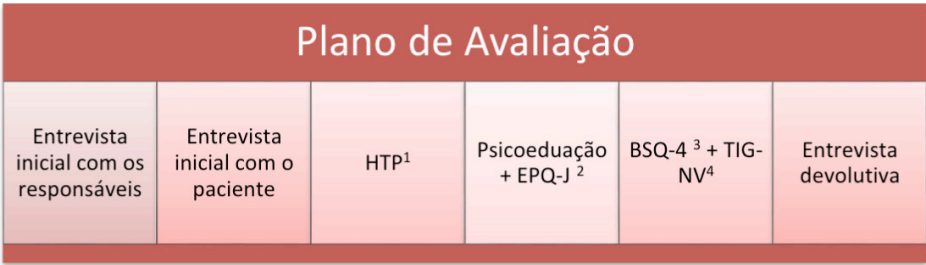 Plano de Avaliação
Entrevista
inicial com os
responsáveis
Entrevista
inicial com o
paciente
HTP¹
Psicoeduação
+ EPQ-J ²
BSQ-4 ³ + TIG-
NV⁴
Entrevista
devolutiva